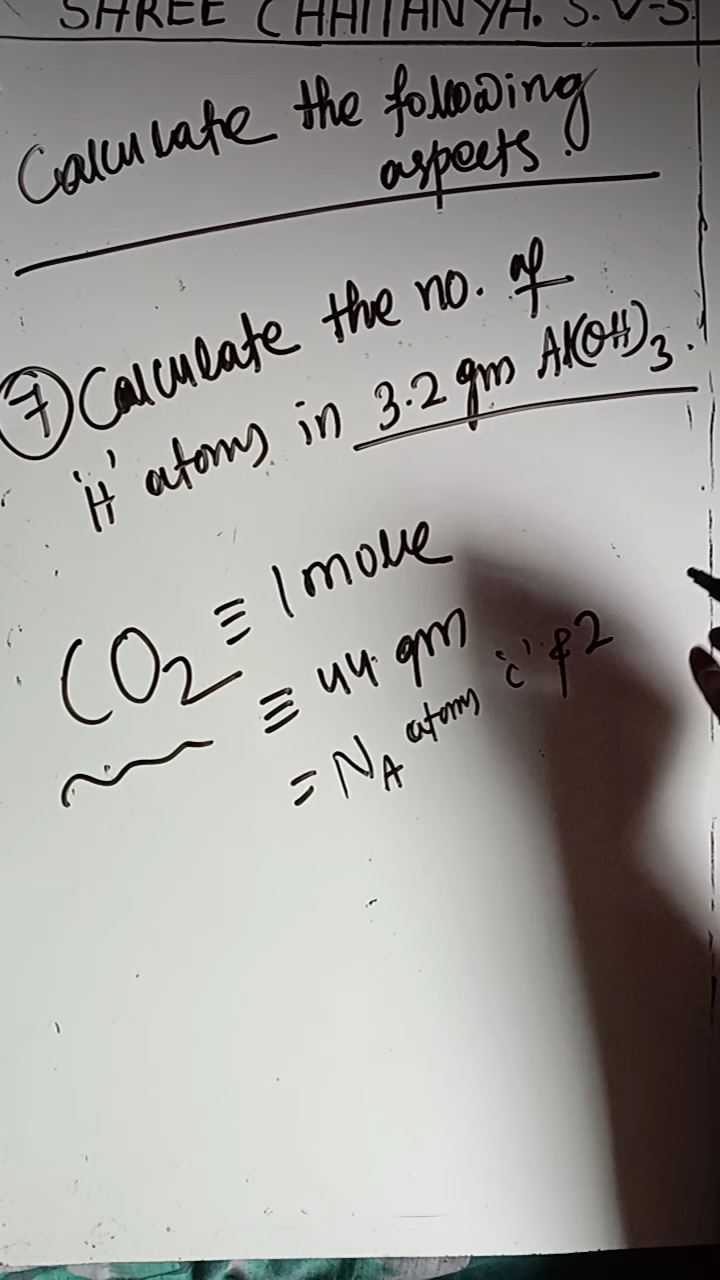 SHREE CHAITANYA. S.V-S.
Calculate the following
aspects.
7 Calculate the no. of
'H' atoms in 3.2 gm Al(OH)3.
CO2 ≡ 1 mole
≡ 44 gm
= NA atoms 'c' & 2